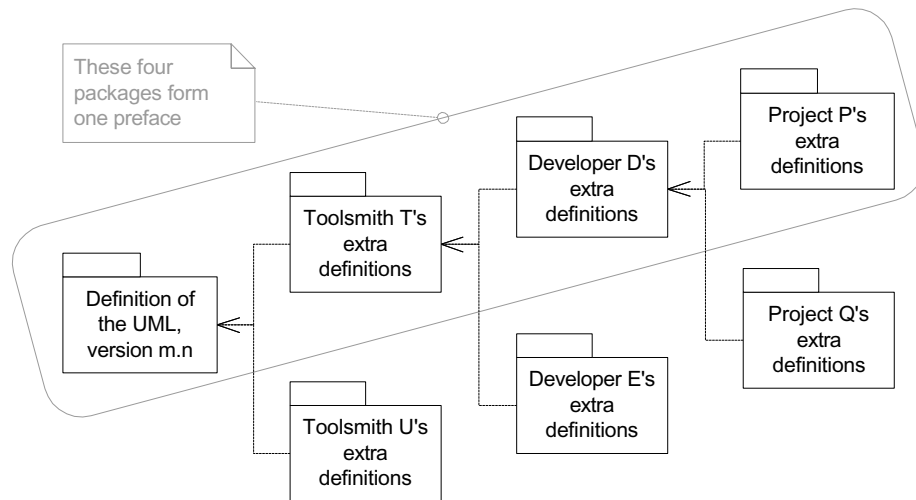 These four
packages form
one preface
Project P's
extra
definitions
Developer D's
extra
definitions
Toolsmith T's
extra
definitions
Definition of
the UML,
version m.n
Project Q's
extra
definitions
Developer E's
extra
definitions
Toolsmith U's
extra
definitions